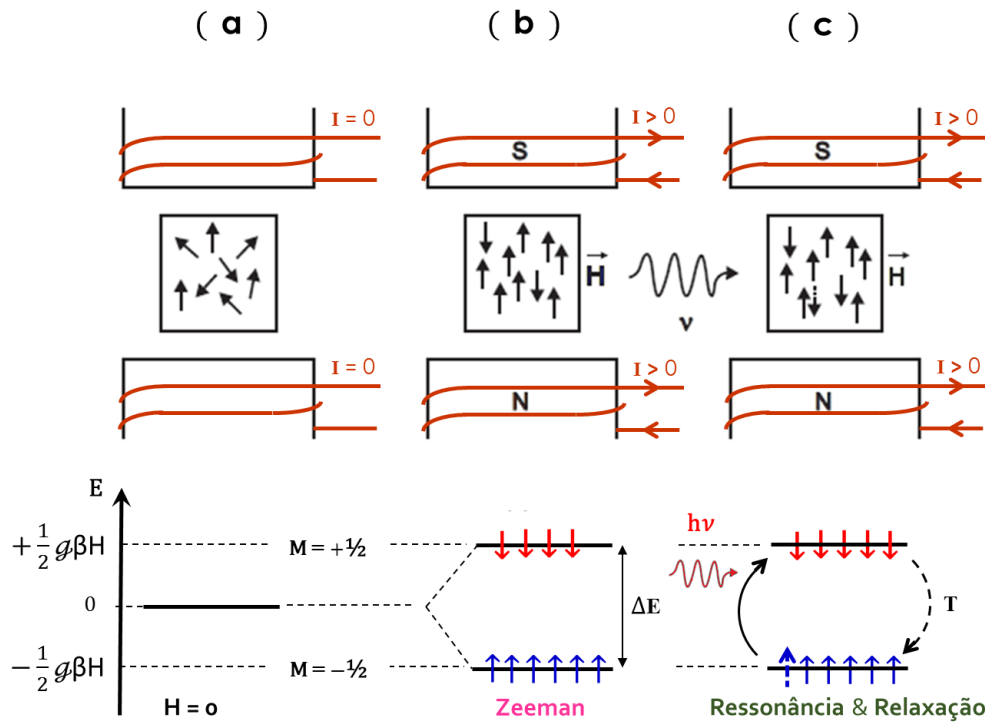 ( a ) ( b ) ( c )
I = 0 I > 0 I > 0
S S
H ν H
I = 0 I > 0 I > 0
N N
E
hν
+ 1/2 gβH M = +½
0 ΔE T
− 1/2 gβH M = −½
H = o Zeeman Ressonância & Relaxação